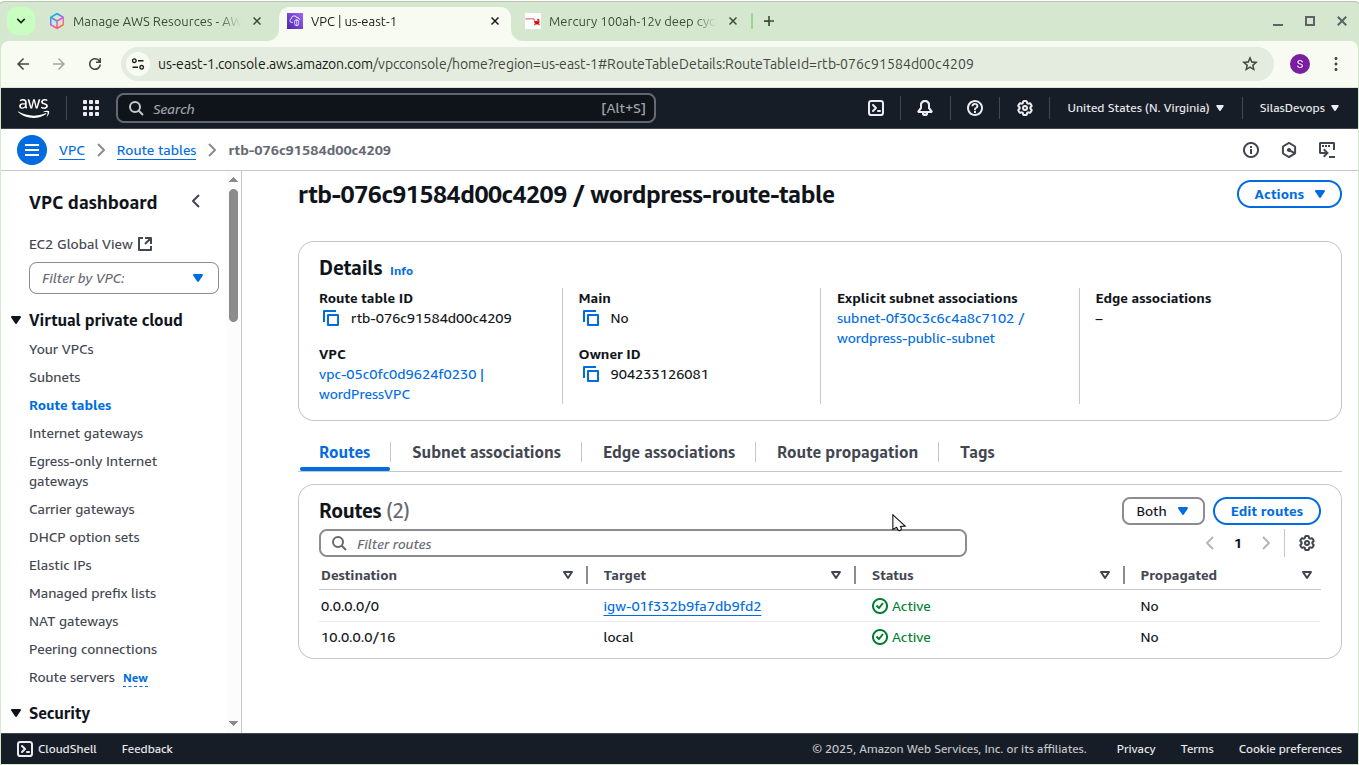 Manage AWS Resources - AW
VPC | us-east-1
Mercury 100ah-12v deep cyc
us-east-1.console.aws.amazon.com/vpcconsole/home?region=us-east-1#RouteTableDetails:RouteTableId=rtb-076c91584d00c4209
S
aws
Search
[Alt+S]
United States (N. Virginia)
SilasDevops
VPC
Route tables
rtb-076c91584d00c4209
VPC dashboard
EC2 Global View
Filter by VPC:
Virtual private cloud
Your VPCs
Subnets
Route tables
Internet gateways
Egress-only Internet
gateways
Carrier gateways
DHCP option sets
Elastic IPs
Managed prefix lists
NAT gateways
Peering connections
Route servers New
Security
rtb-076c91584d00c4209 / wordpress-route-table
Actions
Details Info
Route table ID
rtb-076c91584d00c4209
Main
No
Explicit subnet associations
subnet-0f30c3c6c4a8c7102 /
wordpress-public-subnet
Edge associations
–
VPC
vpc-05c0fc0d9624f0230 |
wordPressVPC
Owner ID
904233126081
Routes
Subnet associations
Edge associations
Route propagation
Tags
Routes (2)
Both
Edit routes
Filter routes
1
Destination Target Status Propagated
0.0.0.0/0 igw-01f332b9fa7db9fd2 Active No
10.0.0.0/16 local Active No
CloudShell
Feedback
© 2025, Amazon Web Services, Inc. or its affiliates.
Privacy
Terms
Cookie preferences